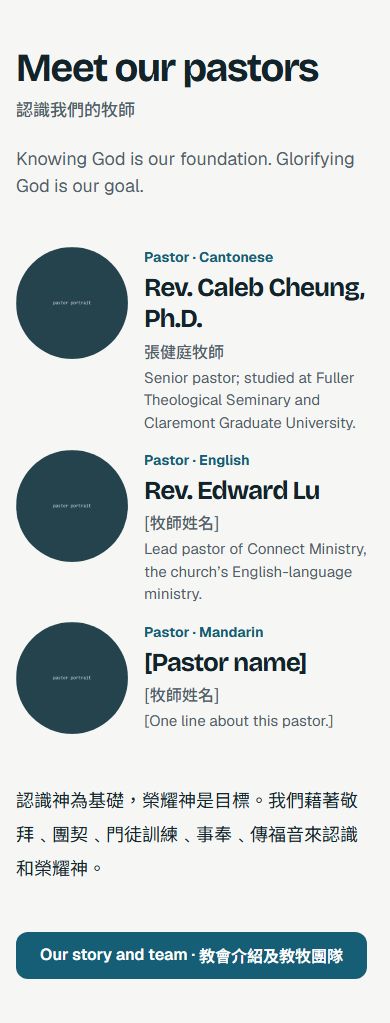 Meet our pastors
認識我們的牧師
Knowing God is our foundation. Glorifying
God is our goal.
pastor portrait
Pastor · Cantonese
Rev. Caleb Cheung,
Ph.D.
張健庭牧師
Senior pastor; studied at Fuller
Theological Seminary and
Claremont Graduate University.
pastor portrait
Pastor · English
Rev. Edward Lu
[牧師姓名]
Lead pastor of Connect Ministry,
the church’s English-language
ministry.
pastor portrait
Pastor · Mandarin
[Pastor name]
[牧師姓名]
[One line about this pastor.]
認識神為基礎，榮耀神是目標。我們藉著敬
拜、團契、門徒訓練、事奉、傳福音來認識
和榮耀神。
Our story and team · 教會介紹及教牧團隊